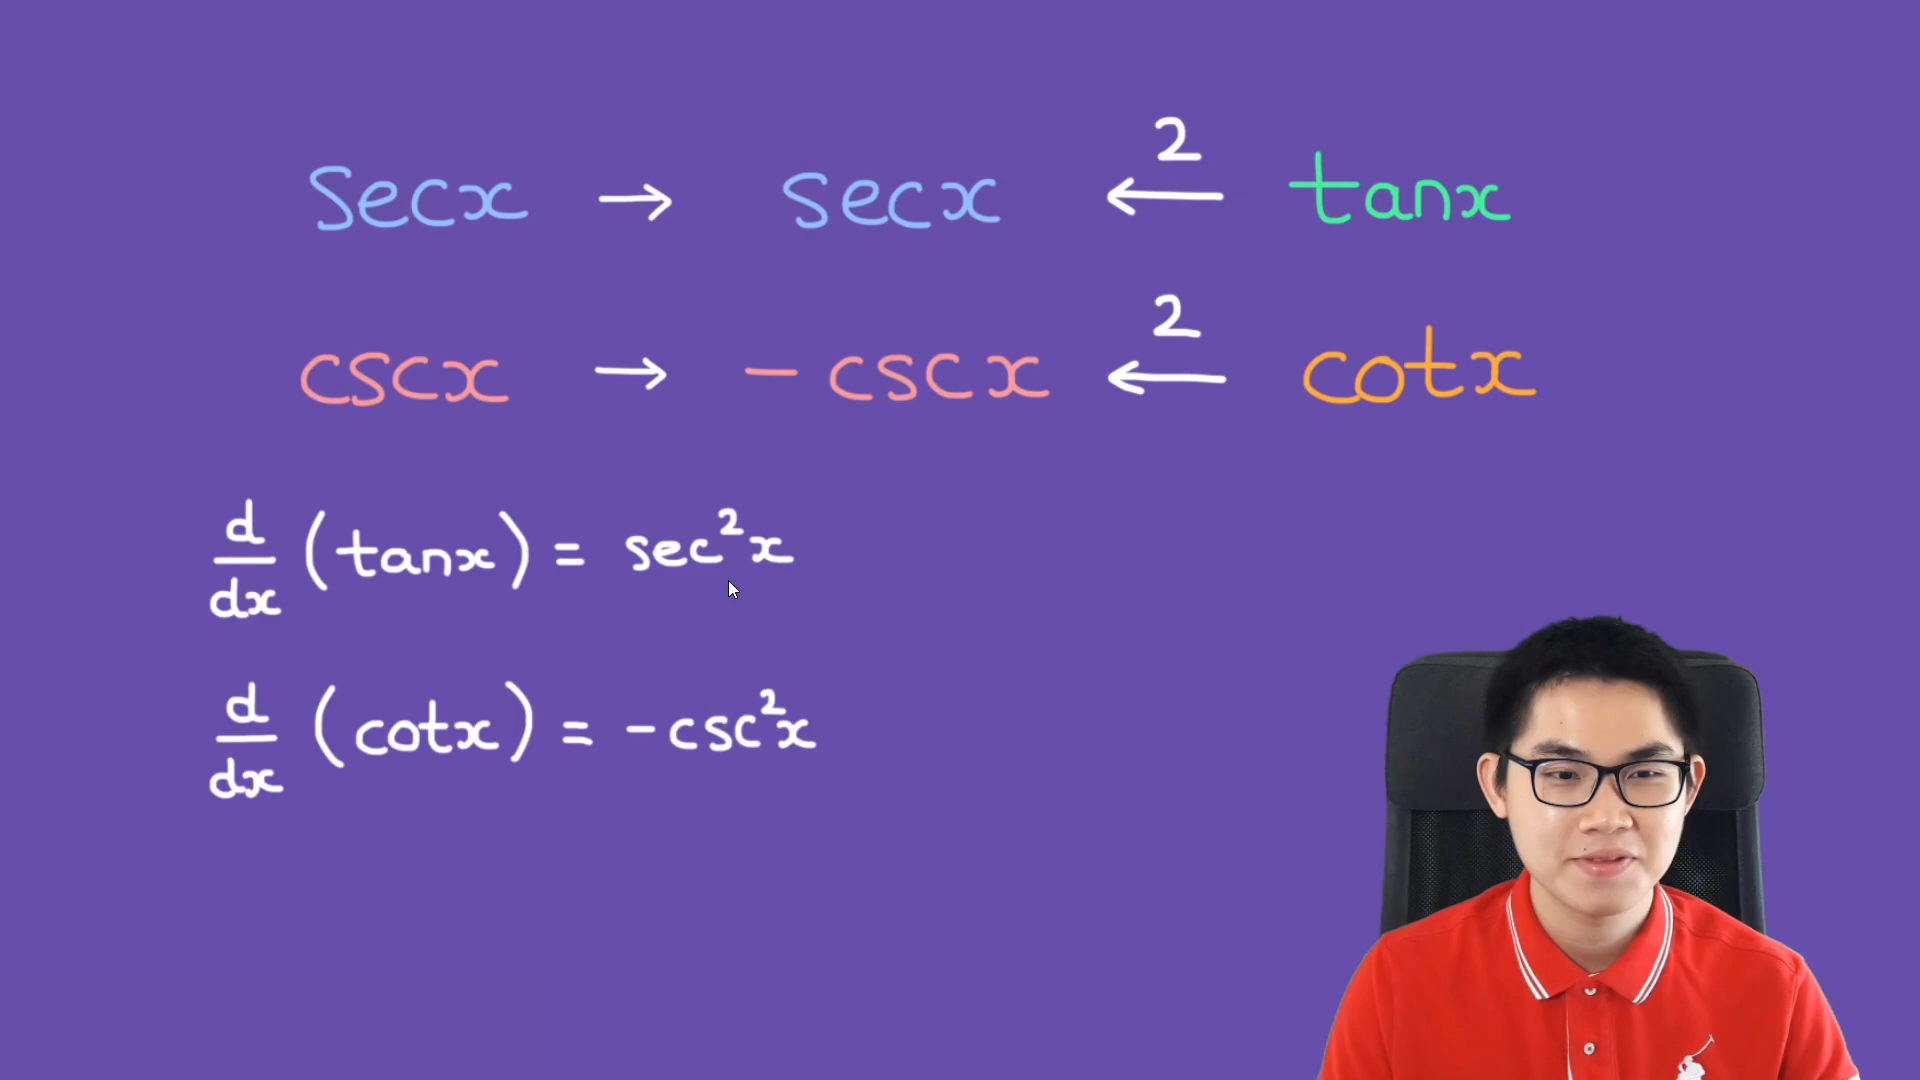 secx → secx ←² tanx
cscx → -cscx ←² cotx
d/dx (tanx) = sec²x
d/dx (cotx) = -csc²x